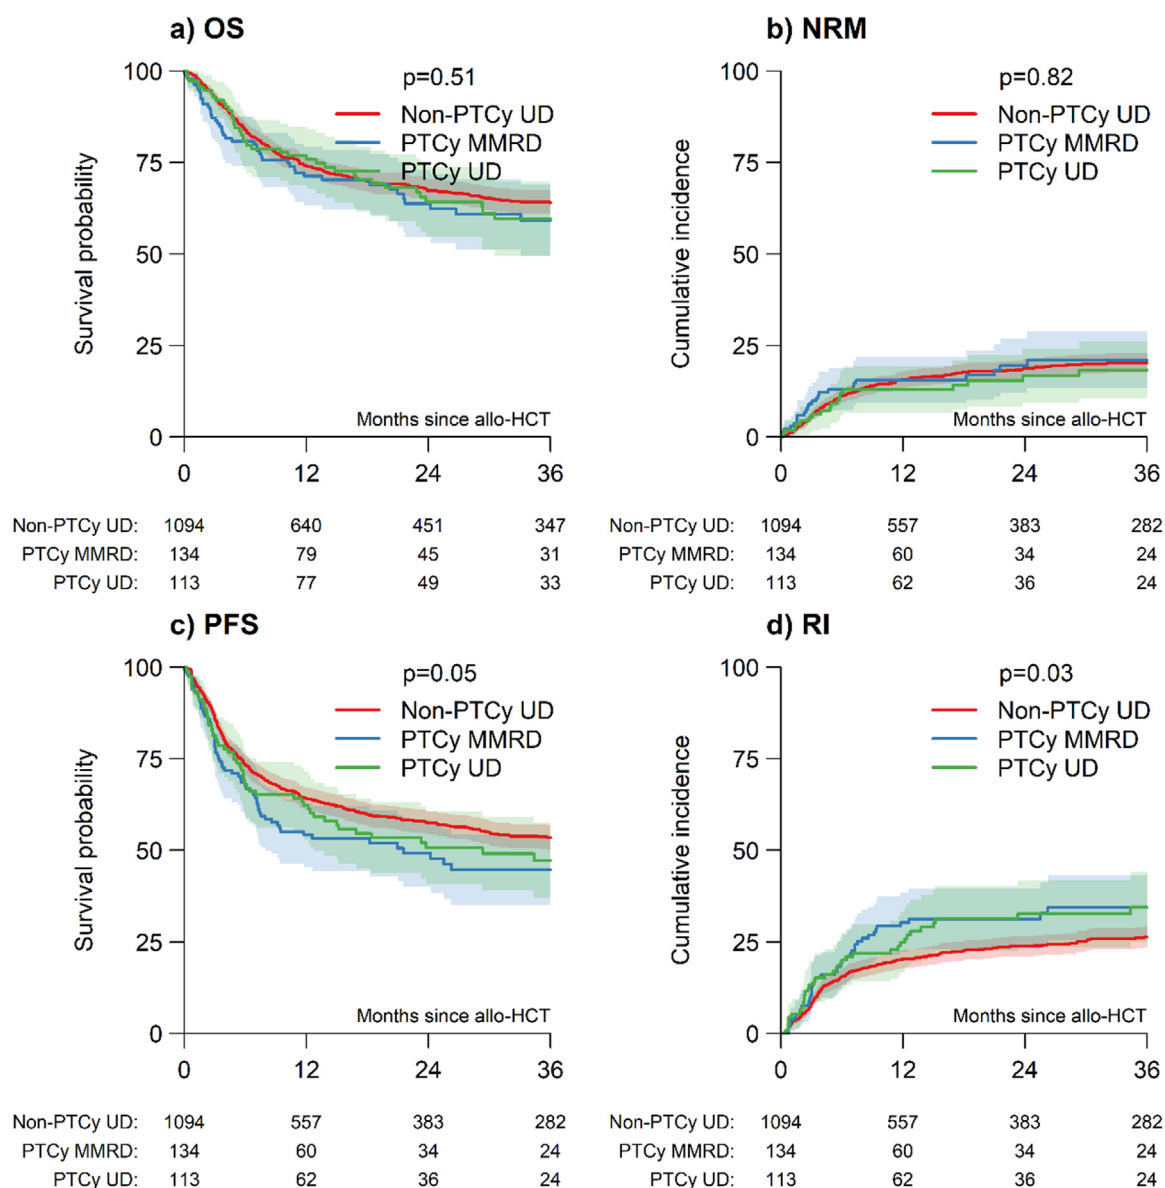 a) OS
p=0.51
Non-PTCy UD
PTCy MMRD
PTCy UD
Survival probability
100
75
50
25
0
Months since allo-HCT
0 12 24 36
Non-PTCy UD: 1094 640 451 347
PTCy MMRD: 134 79 45 31
PTCy UD: 113 77 49 33
b) NRM
p=0.82
Non-PTCy UD
PTCy MMRD
PTCy UD
Cumulative incidence
100
75
50
25
0
Months since allo-HCT
0 12 24 36
Non-PTCy UD: 1094 557 383 282
PTCy MMRD: 134 60 34 24
PTCy UD: 113 62 36 24
c) PFS
p=0.05
Non-PTCy UD
PTCy MMRD
PTCy UD
Survival probability
100
75
50
25
0
Months since allo-HCT
0 12 24 36
Non-PTCy UD: 1094 557 383 282
PTCy MMRD: 134 60 34 24
PTCy UD: 113 62 36 24
d) RI
p=0.03
Non-PTCy UD
PTCy MMRD
PTCy UD
Cumulative incidence
100
75
50
25
0
Months since allo-HCT
0 12 24 36
Non-PTCy UD: 1094 557 383 282
PTCy MMRD: 134 60 34 24
PTCy UD: 113 62 36 24